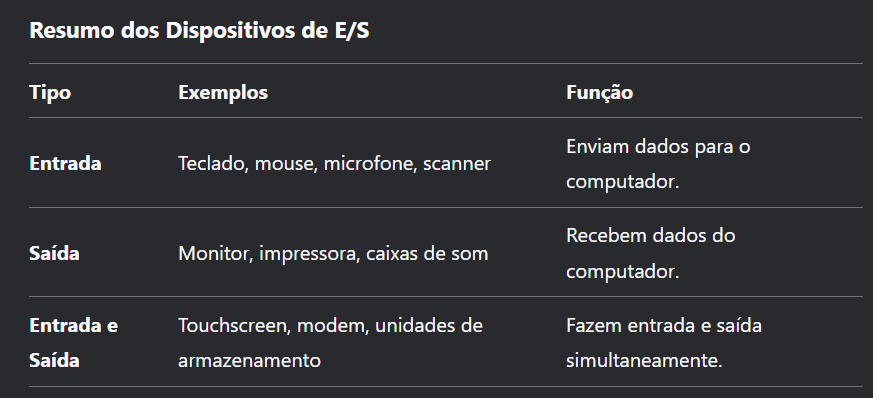 Resumo dos Dispositivos de E/S
Tipo Exemplos Função
Entrada Teclado, mouse, microfone, scanner Enviam dados para o
computador.
Saída Monitor, impressora, caixas de som Recebem dados do
computador.
Entrada e Touchscreen, modem, unidades de Fazem entrada e saída
Saída armazenamento simultaneamente.